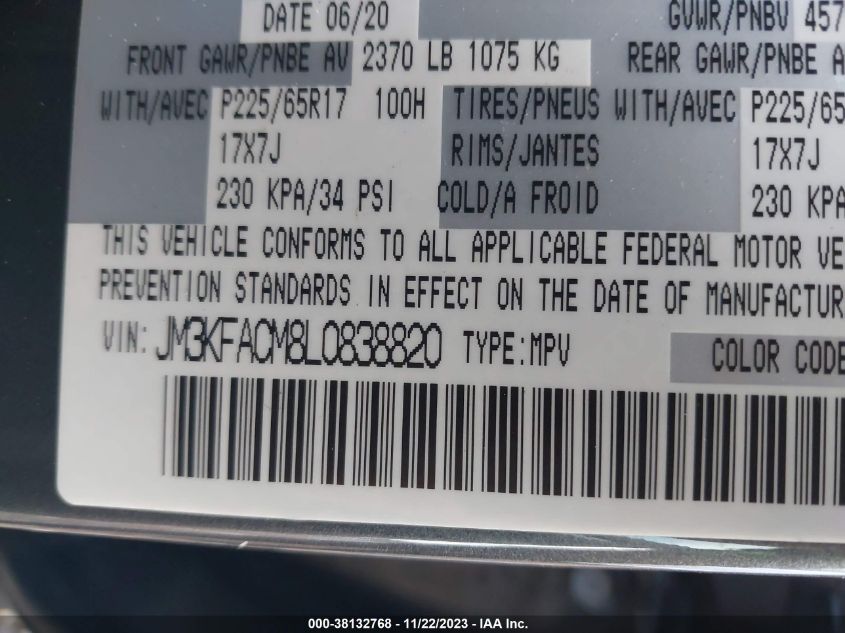 DATE 06/20 GVWR/PNBV 457
FRONT GAWR/PNBE AV 2370 LB 1075 KG REAR GAWR/PNBE A
WITH/AVEC P225/65R17 100H TIRES/PNEUS WITH/AVEC P225/65
17X7J RIMS/JANTES 17X7J
230 KPA/34 PSI COLD/A FROID 230 KPA
THIS VEHICLE CONFORMS TO ALL APPLICABLE FEDERAL MOTOR VE
PREVENTION STANDARDS IN EFFECT ON THE DATE OF MANUFACTUR
VIN: JM3KFACM8L0838820 TYPE:MPV COLOR CODE
000-38132768 - 11/22/2023 - IAA Inc.